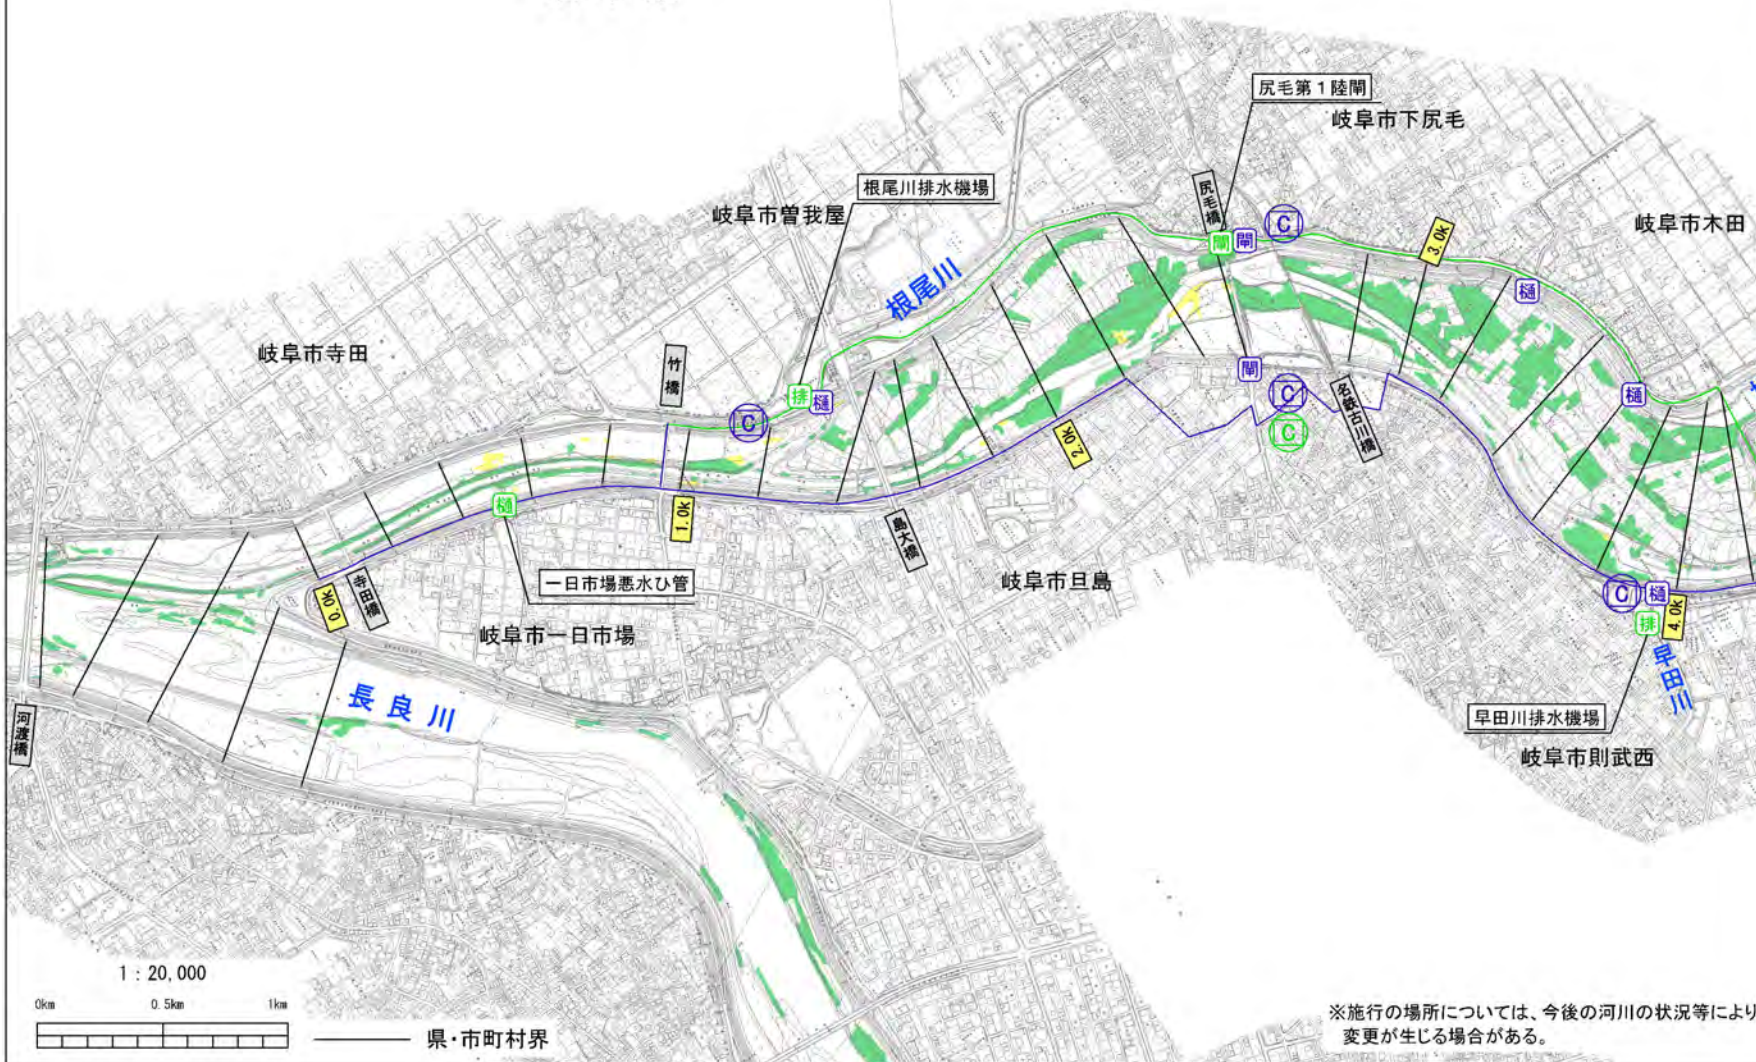 尻毛第1陸閘
岐阜市下尻毛
根尾川排水機場
岐阜市曽我屋
尻毛橋
C
岐阜市木田
閘
閘
3.0k
根尾川
樋
岐阜市寺田
竹橋
排
樋
C
閘
C
名鉄古川橋
樋
C
2.0k
樋
1.0k
島大橋
一日市場悪水ひ管
岐阜市旦島
0.0k
寺田橋
C
樋
4.0k
排
岐阜市一日市場
早田川
長良川
河渡橋
早田川排水機場
岐阜市則武西
1:20,000
0km 0.5km 1km
県・市町村界
※施行の場所については、今後の河川の状況等により
変更が生じる場合がある。